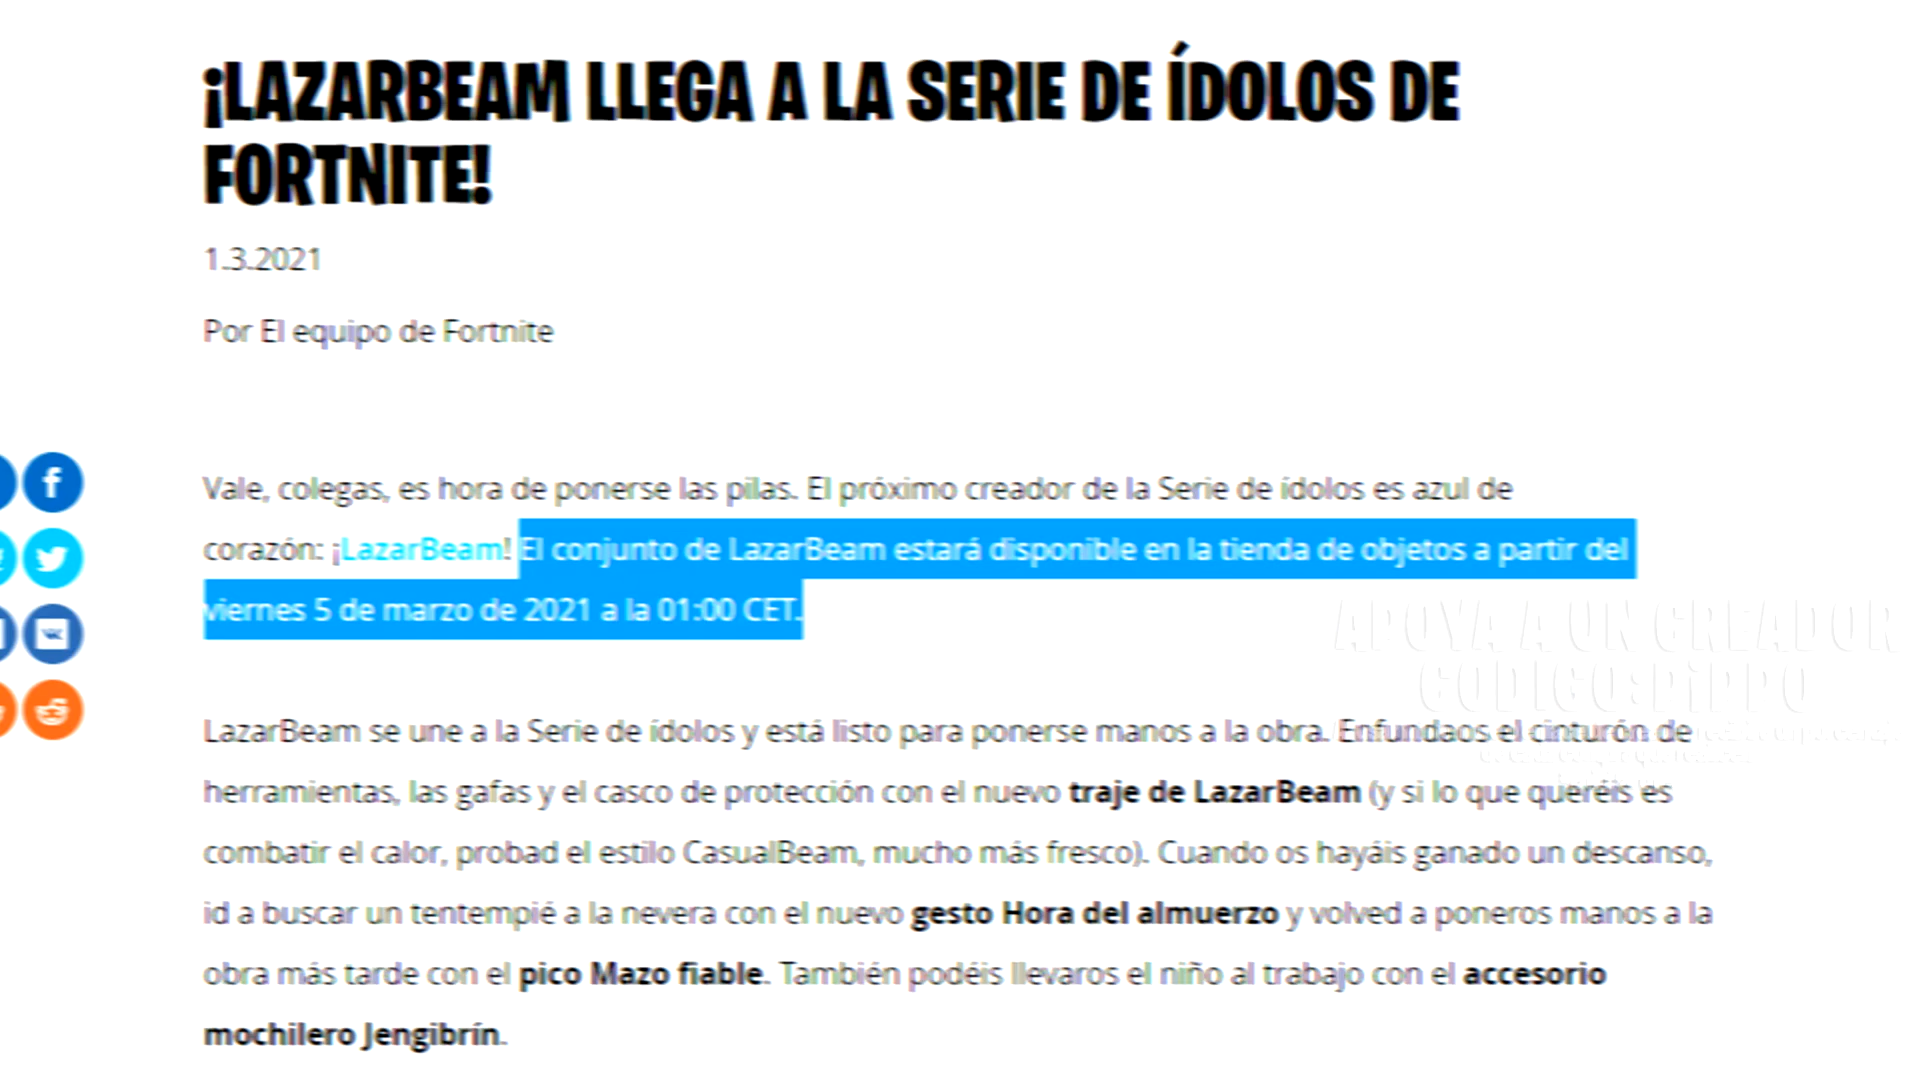 ¡LAZARBEAM LLEGA A LA SERIE DE ÍDOLOS DE
FORTNITE!
1.3.2021
Por El equipo de Fortnite
Vale, colegas, es hora de ponerse las pilas. El próximo creador de la Serie de ídolos es azul de
corazón: ¡LazarBeam! El conjunto de LazarBeam estará disponible en la tienda de objetos a partir del
viernes 5 de marzo de 2021 a la 01:00 CET.
APOYA A UN CREADOR
CODIGO: PiPPO
LazarBeam se une a la Serie de ídolos y está listo para ponerse manos a la obra. Enfundaos el cinturón de
herramientas, las gafas y el casco de protección con el nuevo traje de LazarBeam (y si lo que queréis es
combatir el calor, probad el estilo CasualBeam, mucho más fresco). Cuando os hayáis ganado un descanso,
id a buscar un tentempié a la nevera con el nuevo gesto Hora del almuerzo y volved a poneros manos a la
obra más tarde con el pico Mazo fiable. También podéis llevaros el niño al trabajo con el accesorio
mochilero Jengibrín.